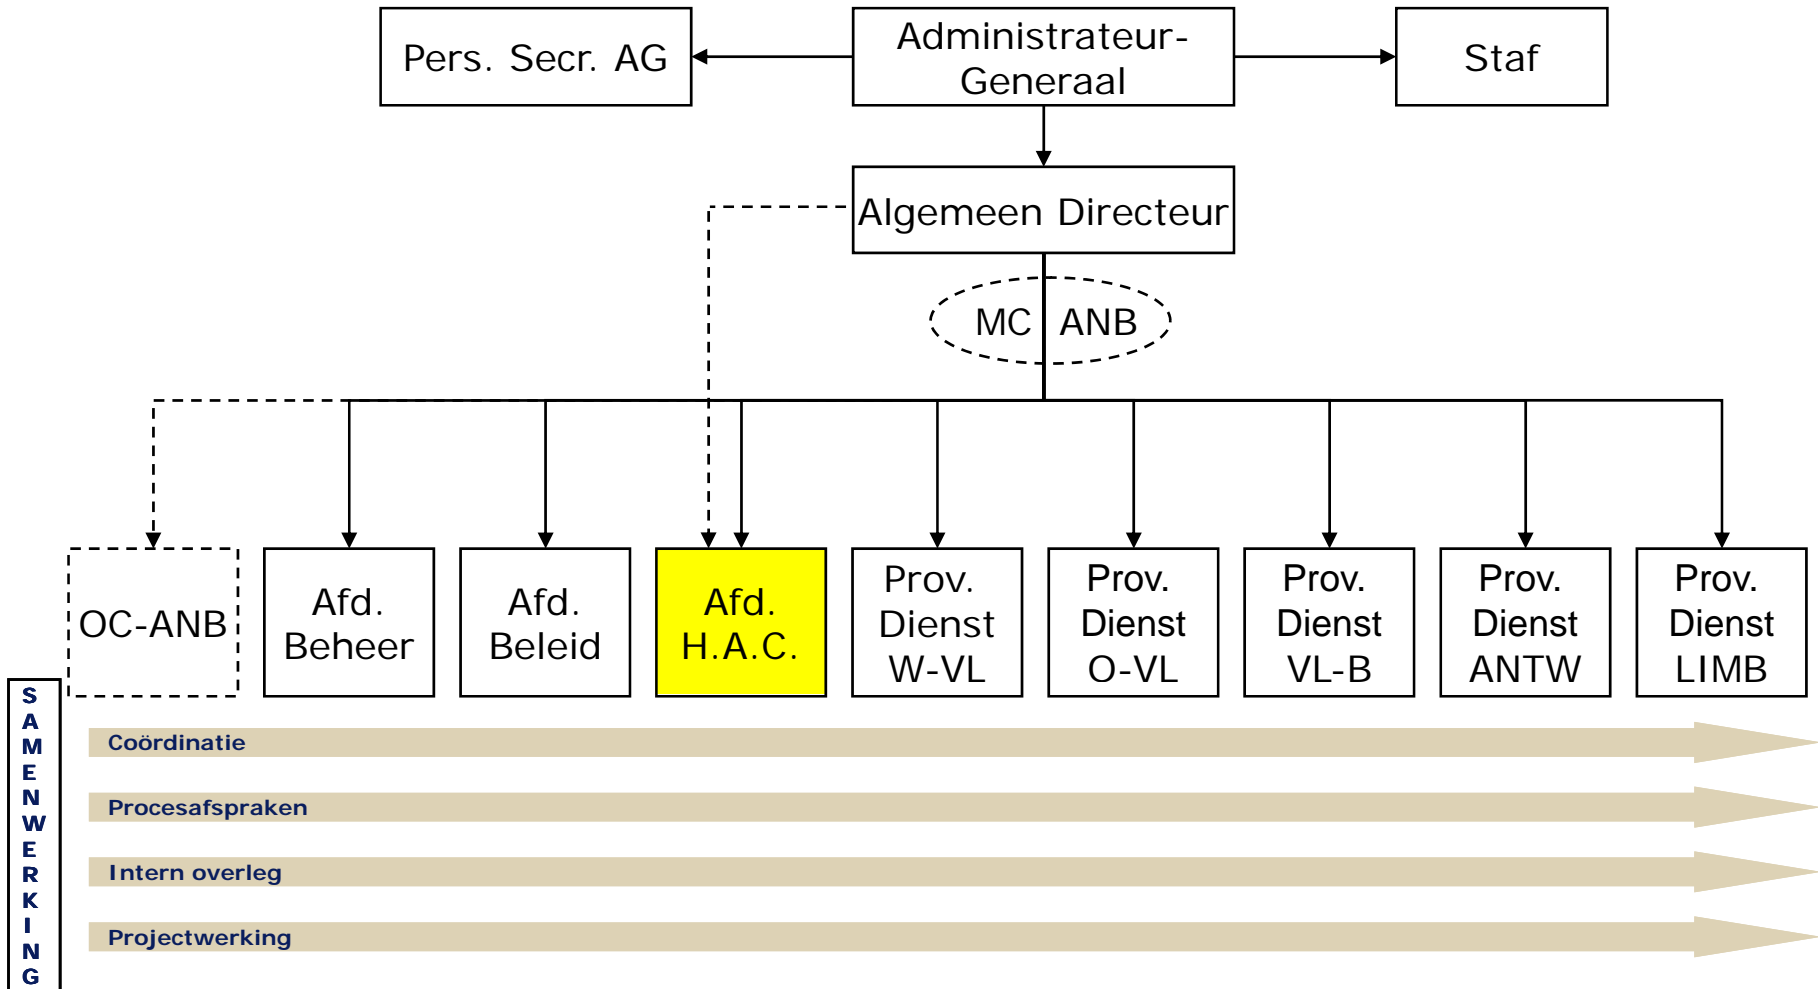 Pers. Secr. AG
Administrateur-
Generaal
Staf
Algemeen Directeur
MC ANB
OC-ANB
Afd.
Beheer
Afd.
Beleid
Afd.
H.A.C.
Prov.
Dienst
W-VL
Prov.
Dienst
O-VL
Prov.
Dienst
VL-B
Prov.
Dienst
ANTW
Prov.
Dienst
LIMB
SAMENWERKING
Coördinatie
Procesafspraken
Intern overleg
Projectwerking